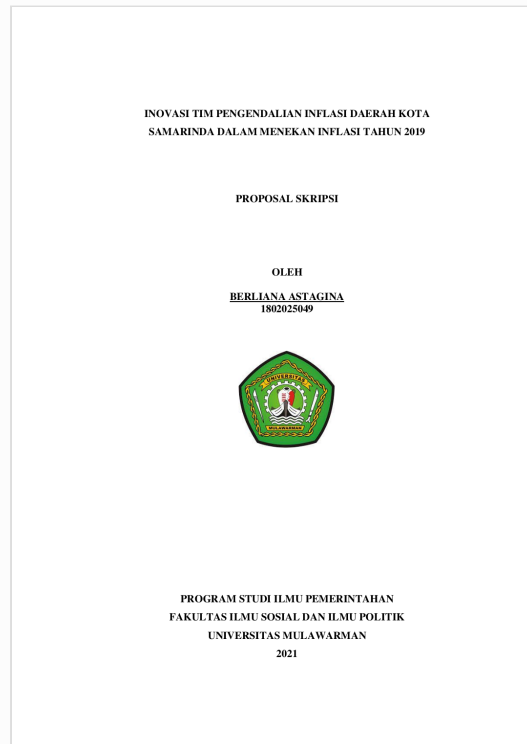 INOVASI TIM PENGENDALIAN INFLASI DAERAH KOTA
SAMARINDA DALAM MENEKAN INFLASI TAHUN 2019
PROPOSAL SKRIPSI
OLEH
BERLIANA ASTAGINA
1802025049
UNIVERSITAS
MULAWARMAN
PROGRAM STUDI ILMU PEMERINTAHAN
FAKULTAS ILMU SOSIAL DAN ILMU POLITIK
UNIVERSITAS MULAWARMAN
2021